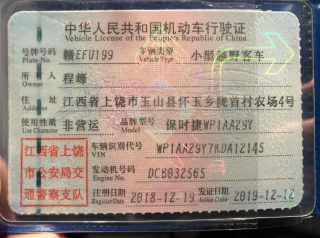 中华人民共和国机动车行驶证
Vehicle License of the People's Republic of China
号牌号码 赣EFU199 车辆类型 小型越野客车
Plate No. Vehicle Type
所有人 程峰
Owner
住址 江西省上饶市玉山县怀玉乡陇首村农场4号
Address
使用性质 非营运 品牌型号 保时捷WP1AA29Y
Use Character Model
江西省上饶 车辆识别代号 WP1AA29Y7KDA12145
VIN
市公安局交 发动机号码 DCB032565
Engine No.
通警察支队 注册日期 2018-12-19 发证日期 2019-12-12
Register Date Issue Date